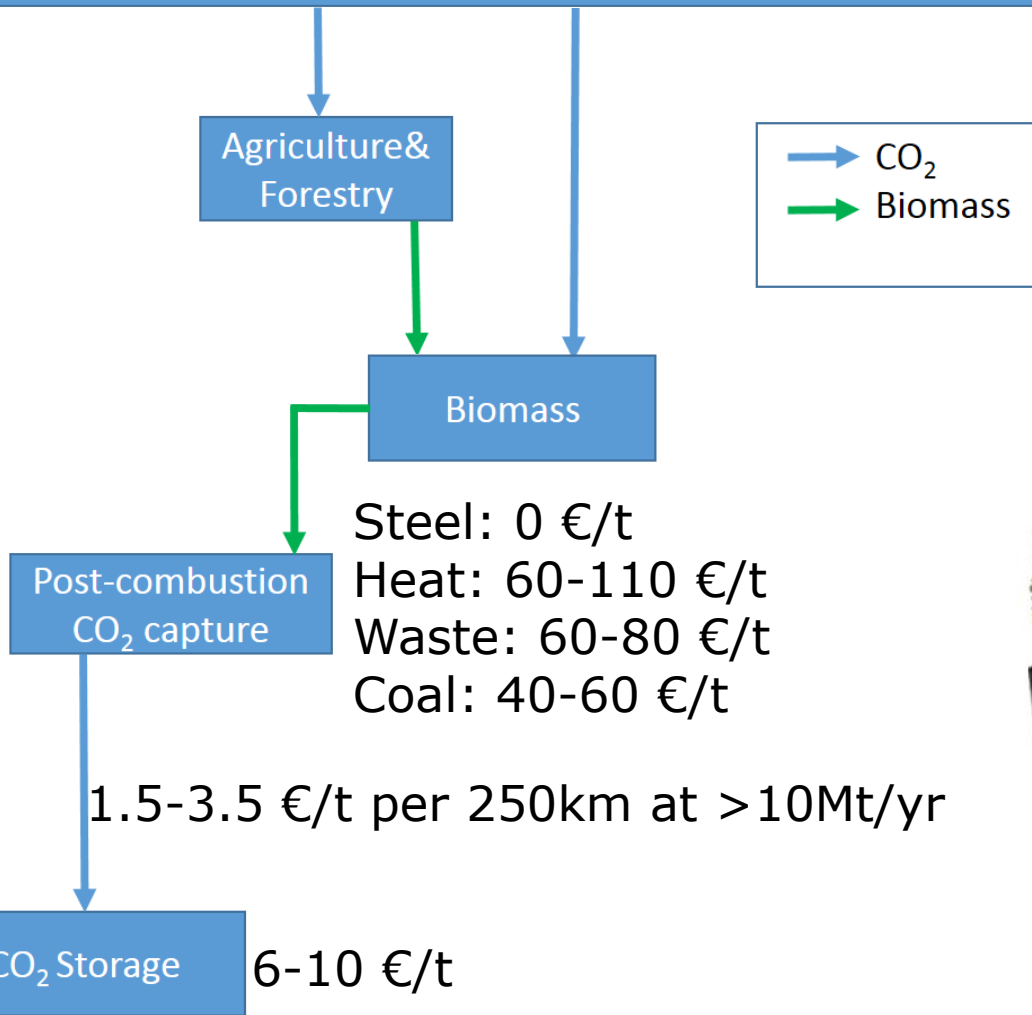 Agriculture&
Forestry
CO₂
Biomass
Biomass
Post-combustion
CO₂ capture
Steel: 0 €/t
Heat: 60-110 €/t
Waste: 60-80 €/t
Coal: 40-60 €/t
1.5-3.5 €/t per 250km at >10Mt/yr
CO₂ Storage
6-10 €/t